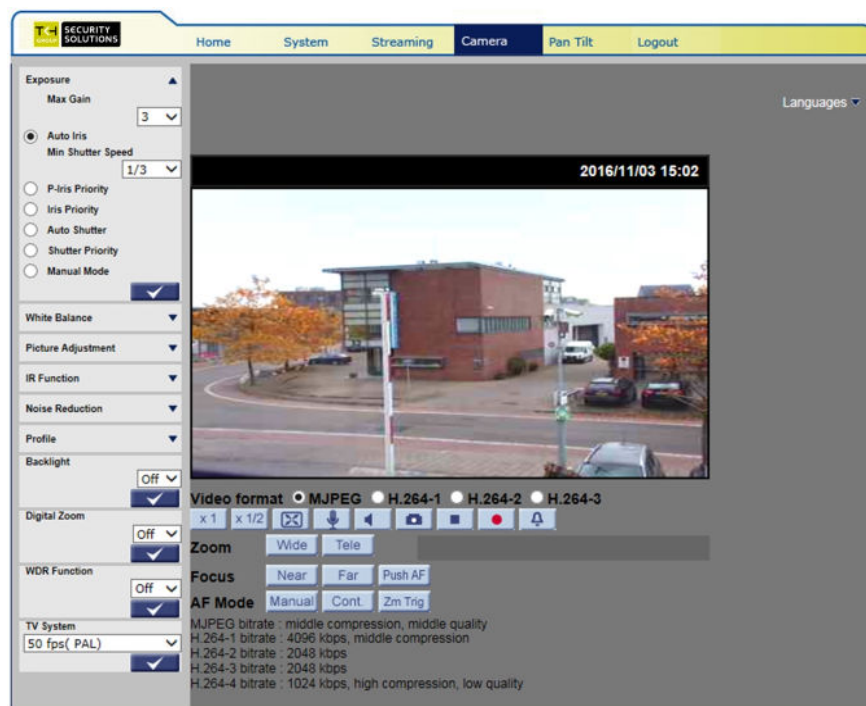 TKH SECURITY
GROUP SOLUTIONS
Home System Streaming Camera Pan Tilt Logout
Languages
Exposure
Max Gain
3
Auto Iris
Min Shutter Speed
1/3
P-Iris Priority
Iris Priority
Auto Shutter
Shutter Priority
Manual Mode
White Balance
Picture Adjustment
IR Function
Noise Reduction
Profile
Backlight
Off
Digital Zoom
Off
WDR Function
Off
TV System
50 fps( PAL)
2016/11/03 15:02
Video format MJPEG H.264-1 H.264-2 H.264-3
x 1 x 1/2
Zoom Wide Tele
Focus Near Far Push AF
AF Mode Manual Cont. Zm Trig
MJPEG bitrate : middle compression, middle quality
H.264-1 bitrate : 4096 kbps, middle compression
H.264-2 bitrate : 2048 kbps
H.264-3 bitrate : 2048 kbps
H.264-4 bitrate : 1024 kbps, high compression, low quality